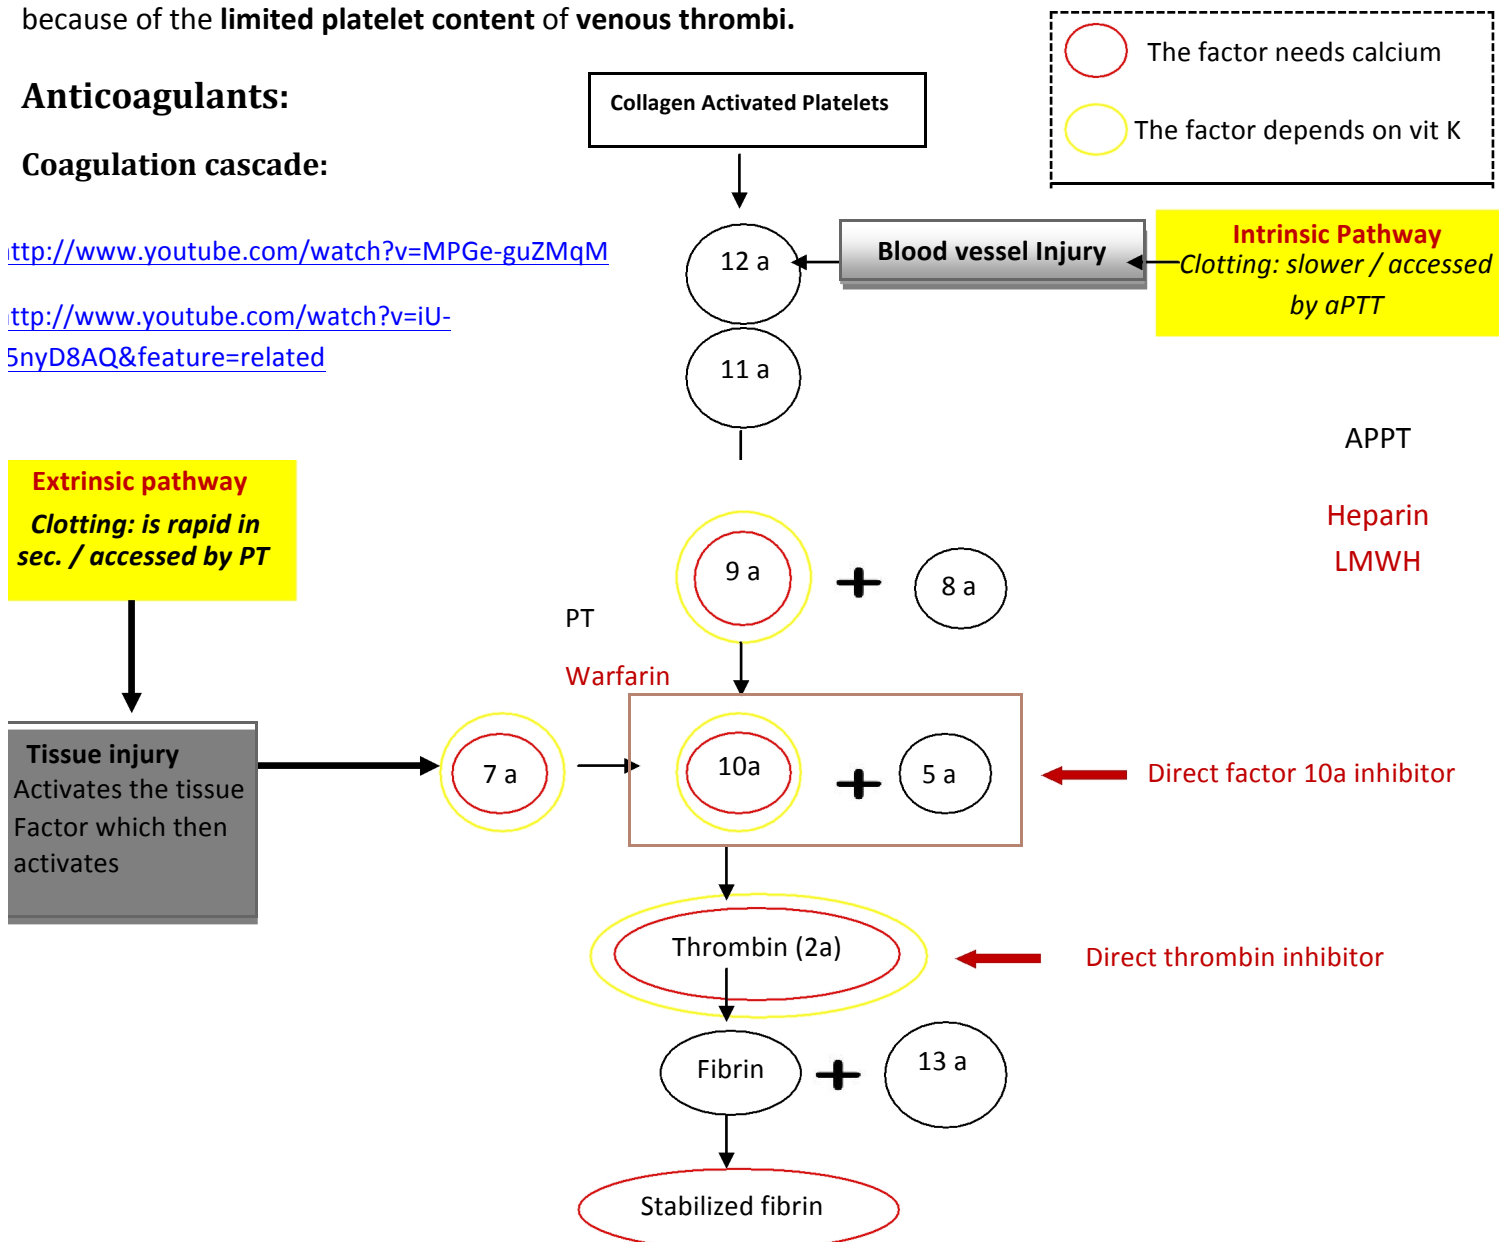 because of the limited platelet content of venous thrombi.
The factor needs calcium
The factor depends on vit K
Anticoagulants:
Collagen Activated Platelets
Coagulation cascade:
ttp://www.youtube.com/watch?v=MPGe-guZMqM
12 a
Blood vessel Injury
Intrinsic Pathway
Clotting: slower / accessed
by aPTT
ttp://www.youtube.com/watch?v=iU-
5nyD8AQ&feature=related
11 a
APPT
Heparin
LMWH
Extrinsic pathway
Clotting: is rapid in
sec. / accessed by PT
9 a
+
8 a
PT
Warfarin
Tissue injury
Activates the tissue
Factor which then
activates
7 a
10a
+
5 a
Direct factor 10a inhibitor
Thrombin (2a)
Direct thrombin inhibitor
Fibrin
+
13 a
Stabilized fibrin